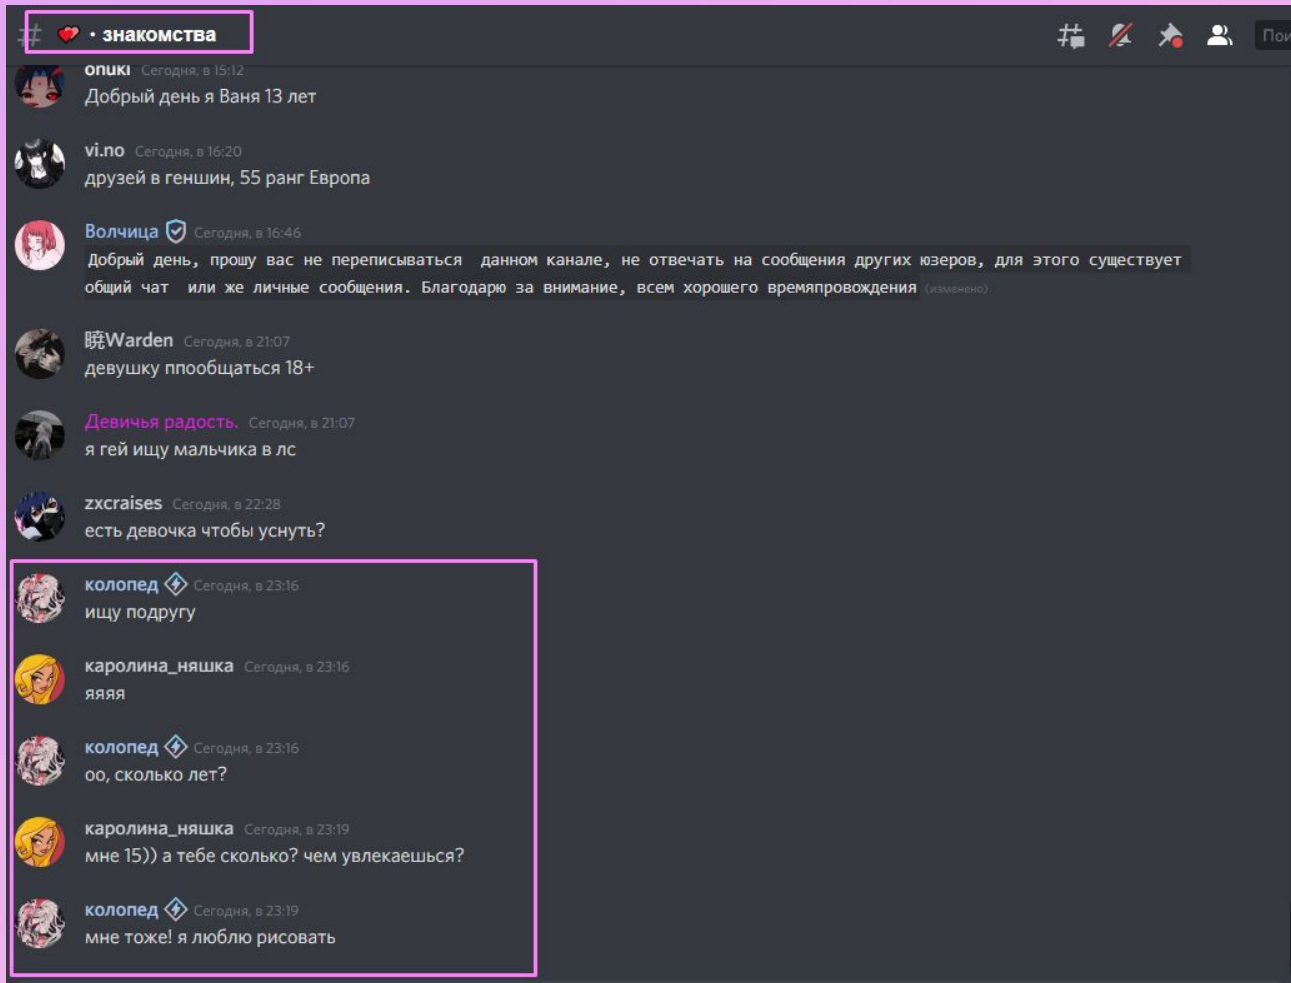 # • знакомства
Пои
onuki Сегодня, в 15:12
Добрый день я Ваня 13 лет
vi.no Сегодня, в 16:20
друзей в геншин, 55 ранг Европа
Волчица Сегодня, в 16:46
Добрый день, прошу вас не переписываться данном канале, не отвечать на сообщения других юзеров, для этого существует
общий чат или же личные сообщения. Благодарю за внимание, всем хорошего времяпровождения (изменено)
暁Warden Сегодня, в 21:07
девушку ппообщаться 18+
Девичья радость. Сегодня, в 21:07
я гей ищу мальчика в лс
zxcraises Сегодня, в 22:28
есть девочка чтобы уснуть?
колопед Сегодня, в 23:16
ищу подругу
каролина_няшка Сегодня, в 23:16
яяяя
колопед Сегодня, в 23:16
оо, сколько лет?
каролина_няшка Сегодня, в 23:19
мне 15)) а тебе сколько? чем увлекаешься?
колопед Сегодня, в 23:19
мне тоже! я люблю рисовать